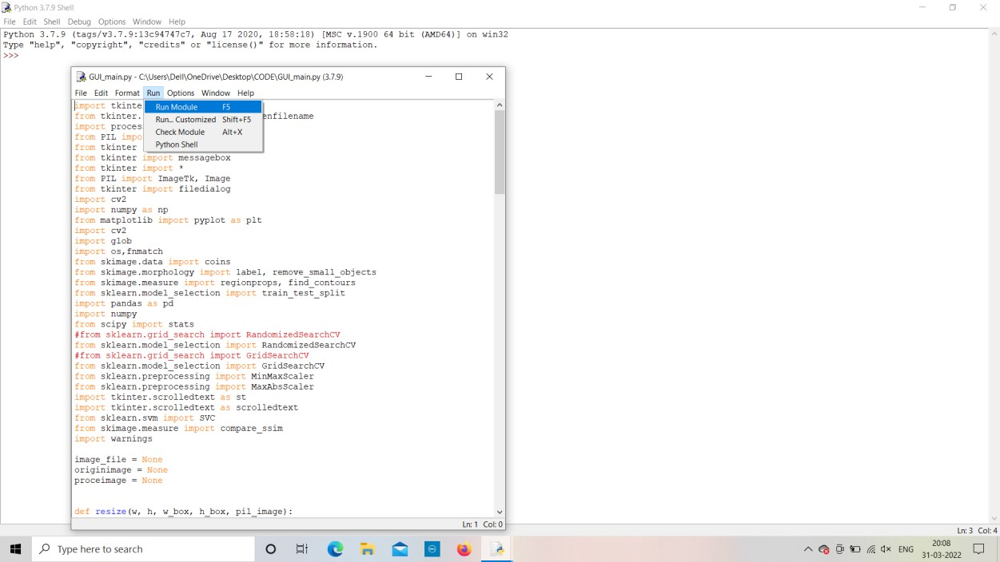 Python 3.7.9 Shell
File Edit Shell Debug Options Window Help
Python 3.7.9 (tags/v3.7.9:13c94747c7, Aug 17 2020, 18:58:18) [MSC v.1900 64 bit (AMD64)] on win32
Type "help", "copyright", "credits" or "license()" for more information.
>>>
GUI_main.py - C:\Users\Dell\OneDrive\Desktop\CODE\GUI_main.py (3.7.9)
File Edit Format Run Options Window Help
Run Module F5
Run... Customized Shift+F5
Check Module Alt+X
Python Shell
import tkinte
from tkinter. enfilename
import proces
from PIL impo
from tkinter
from tkinter import messagebox
from tkinter import *
from PIL import ImageTk, Image
from tkinter import filedialog
import cv2
import numpy as np
from matplotlib import pyplot as plt
import cv2
import glob
import os,fnmatch
from skimage.data import coins
from skimage.morphology import label, remove_small_objects
from skimage.measure import regionprops, find_contours
from sklearn.model_selection import train_test_split
import pandas as pd
import numpy
from scipy import stats
#from sklearn.grid_search import RandomizedSearchCV
from sklearn.model_selection import RandomizedSearchCV
#from sklearn.grid_search import GridSearchCV
from sklearn.model_selection import GridSearchCV
from sklearn.preprocessing import MinMaxScaler
from sklearn.preprocessing import MaxAbsScaler
import tkinter.scrolledtext as st
import tkinter.scrolledtext as scrolledtext
from sklearn.svm import SVC
from skimage.measure import compare_ssim
import warnings
image_file = None
originimage = None
proceimage = None
def resize(w, h, w_box, h_box, pil_image):
Ln: 1 Col: 0
Ln: 3 Col: 4
Type here to search
ENG
20:08
31-03-2022